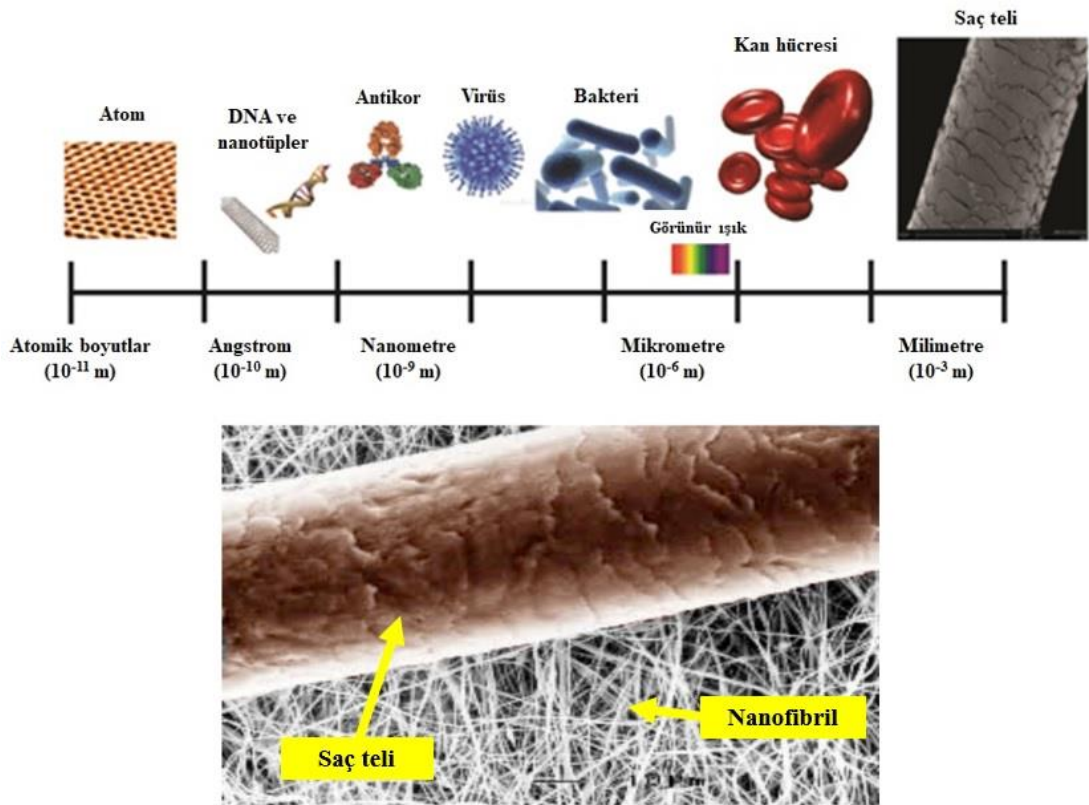 Saç teli
Kan hücresi
Atom
DNA ve
nanotüpler
Antikor
Virüs
Bakteri
Görünür ışık
Atomik boyutlar
(10⁻¹¹ m)
Angstrom
(10⁻¹⁰ m)
Nanometre
(10⁻⁹ m)
Mikrometre
(10⁻⁶ m)
Milimetre
(10⁻³ m)
Nanofibril
Saç teli